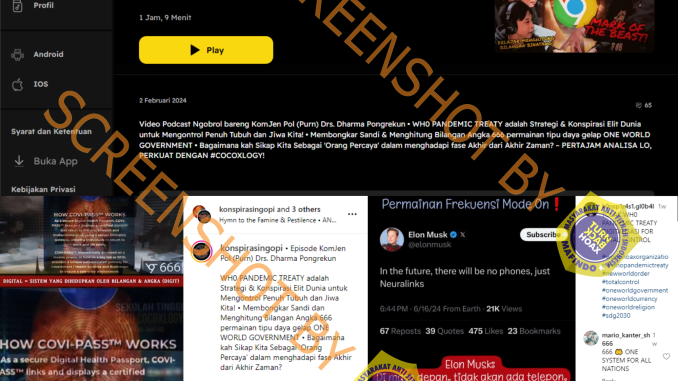 Profil
Android
IOS
Syarat dan Ketentuan
Buka App
Kebijakan Privasi
1 Jam, 9 Menit
Play
MARK OF
THE BEAST?
2 Februari 2024
65
Video Podcast Ngobrol bareng KomJen Pol (Purn) Drs. Dharma Pongrekun • WHO PANDEMIC TREATY adalah Strategi & Konspirasi Elit Dunia
untuk Mengontrol Penuh Tubuh dan Jiwa Kita! • Membongkar Sandi & Menghitung Bilangan Angka 666 permainan tipu daya gelap ONE WORLD
GOVERNMENT • Bagaimana kah Sikap Kita Sebagai 'Orang Percaya' dalam menghadapi fase Akhir dari Akhir Zaman? – PERTAJAM ANALISA LO,
PERKUAT DENGAN #COCOXLOGY!
SCREENSHOT BY
SCREENSHOT BY
HOW COVI-PASS™ WORKS
666
DIGITAL = SISTEM YANG DIHIDUPKAN OLEH BILANGAN & ANGKA (DIGIT)
HOW COVI-PASS™ WORKS
As a secure Digital Health Passport, COVI-
PASS™ links and displays a certified
konspirasingopi and 3 others
Hymn to the Famine & Pestilence • AN...
konspirasingopi • Episode KomJen
Pol (Purn) Drs. Dharma Pongrekun
WHO PANDEMIC TREATY adalah
Strategi & Konspirasi Elit Dunia untuk
Mengontrol Penuh Tubuh dan Jiwa
Kita! • Membongkar Sandi &
Menghitung Bilangan Angka 666
permainan tipu daya gelap ONE
WORLD GOVERNMENT • Bagaimana
kah Sikap Kita Sebagai 'Orang
Percaya' dalam menghadapi fase Akhir
dari Akhir Zaman?
Permainan Frekuensi Mode On
Elon Musk
@elonmusk
Subscribe
In the future, there will be no phones, just
Neuralinks
6:44 PM · 6/16/24 From Earth · 21K Views
67 Reposts 39 Quotes 475 Likes 23 Bookmarks
Elon Musk
depan, tidak akan ada telepon,
MASYARAKAT ANTI
MASYARAKAT ANTI
TURN BACK
HOAX
MAFINDO
1w
WHO
PANDEMIC TREATY
CONTROL
#whopandemictreaty
#newworldorder
#totalcontrol
#oneworldgovernment
#oneworldcurrency
#oneworldreligion
#sdg2030
mario_kanter_sh 1w
666
666 ONE
SYSTEM FOR ALL
NATIONS